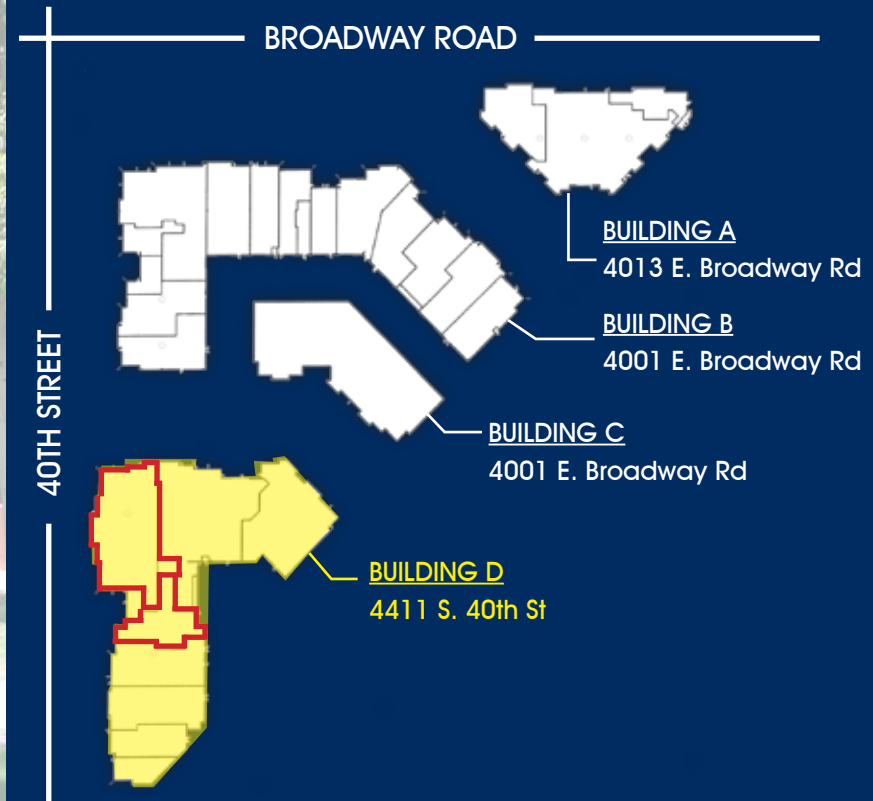 BROADWAY ROAD
BUILDING A
4013 E. Broadway Rd
BUILDING B
4001 E. Broadway Rd
40TH STREET
BUILDING C
4001 E. Broadway Rd
BUILDING D
4411 S. 40th St